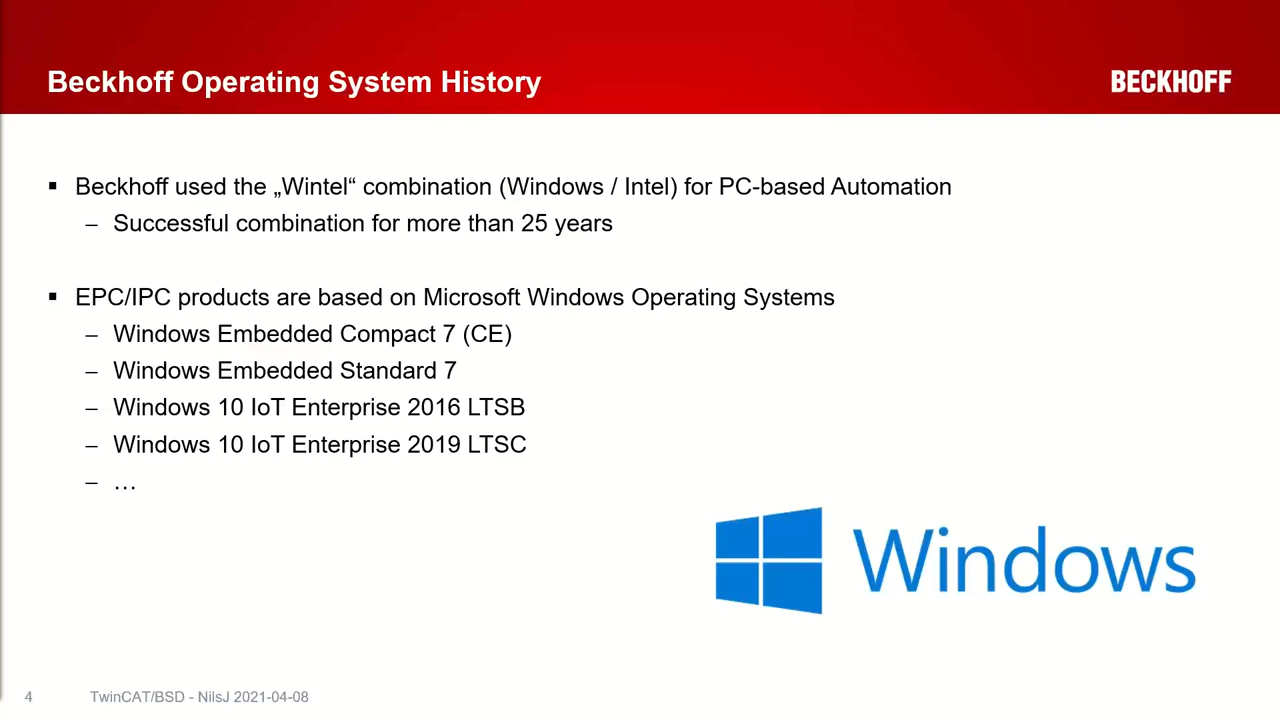 Beckhoff Operating System History
BECKHOFF
▪ Beckhoff used the „Wintel“ combination (Windows / Intel) for PC-based Automation
– Successful combination for more than 25 years
▪ EPC/IPC products are based on Microsoft Windows Operating Systems
– Windows Embedded Compact 7 (CE)
– Windows Embedded Standard 7
– Windows 10 IoT Enterprise 2016 LTSB
– Windows 10 IoT Enterprise 2019 LTSC
– …
Windows
4 TwinCAT/BSD - NilsJ 2021-04-08